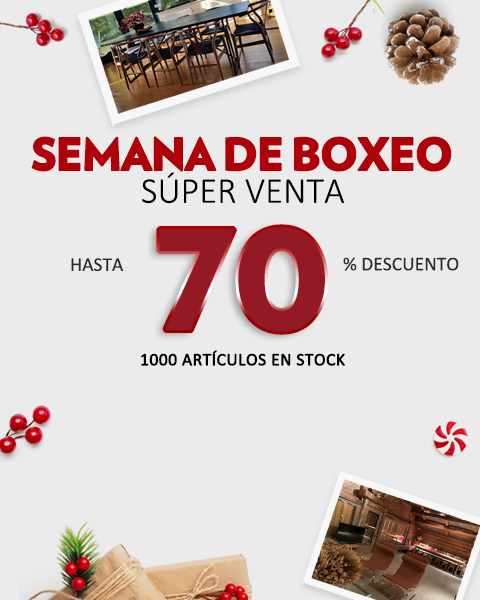 SEMANA DE BOXEO
SÚPER VENTA
HASTA 70 % DESCUENTO
1000 ARTÍCULOS EN STOCK